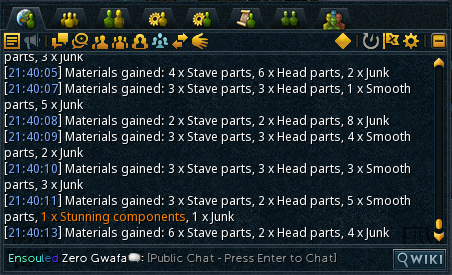 parts, 3 x Junk
[21:40:05] Materials gained: 4 x Stave parts, 6 x Head parts, 2 x Junk
[21:40:07] Materials gained: 3 x Stave parts, 3 x Head parts, 1 x Smooth
parts, 5 x Junk
[21:40:08] Materials gained: 2 x Stave parts, 2 x Head parts, 8 x Junk
[21:40:09] Materials gained: 3 x Stave parts, 3 x Head parts, 4 x Smooth
parts, 2 x Junk
[21:40:10] Materials gained: 3 x Stave parts, 3 x Head parts, 3 x Smooth
parts, 3 x Junk
[21:40:11] Materials gained: 3 x Stave parts, 2 x Head parts, 5 x Smooth
parts, 1 x Stunning components, 1 x Junk
[21:40:13] Materials gained: 6 x Stave parts, 2 x Head parts, 4 x Junk
Ensouled Zero Gwafa: [Public Chat - Press Enter to Chat]
WIKI